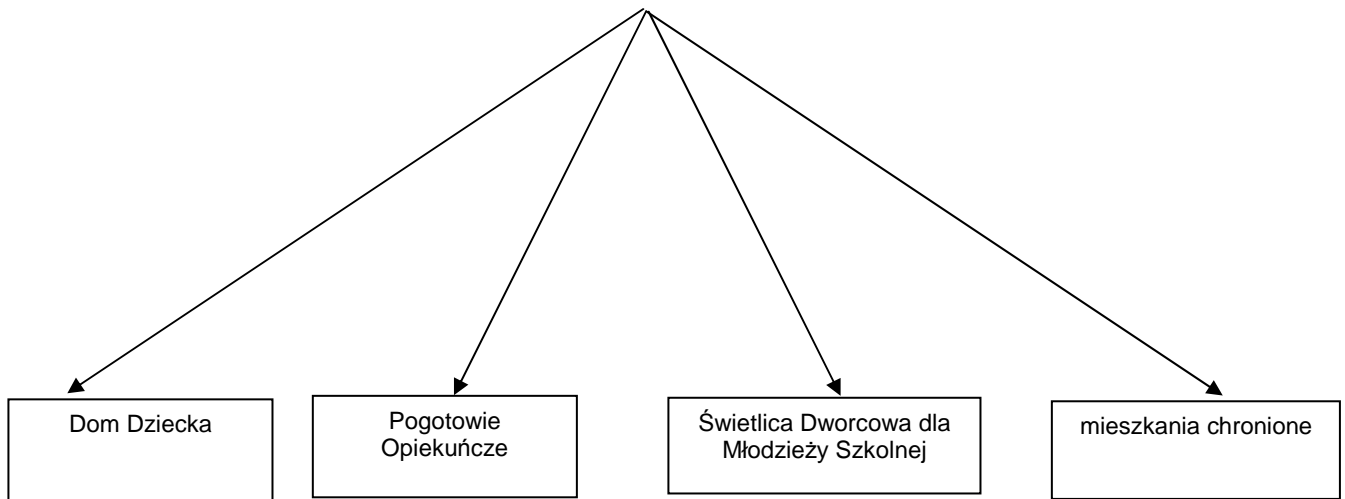 Dom Dziecka
Pogotowie
Opiekuńcze
Świetlica Dworcowa dla
Młodzieży Szkolnej
mieszkania chronione